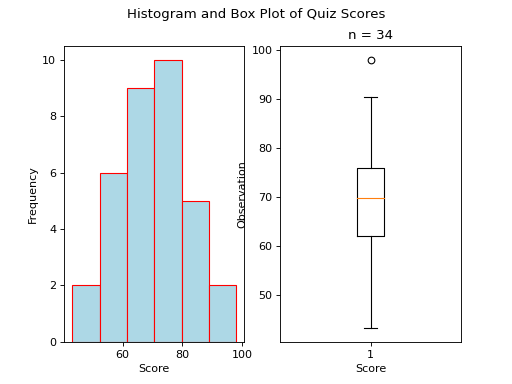 Histogram and Box Plot of Quiz Scores
n = 34
10
8
6
4
2
0
Frequency
60
80
100
Score
100
90
80
70
60
50
Observation
1
Score